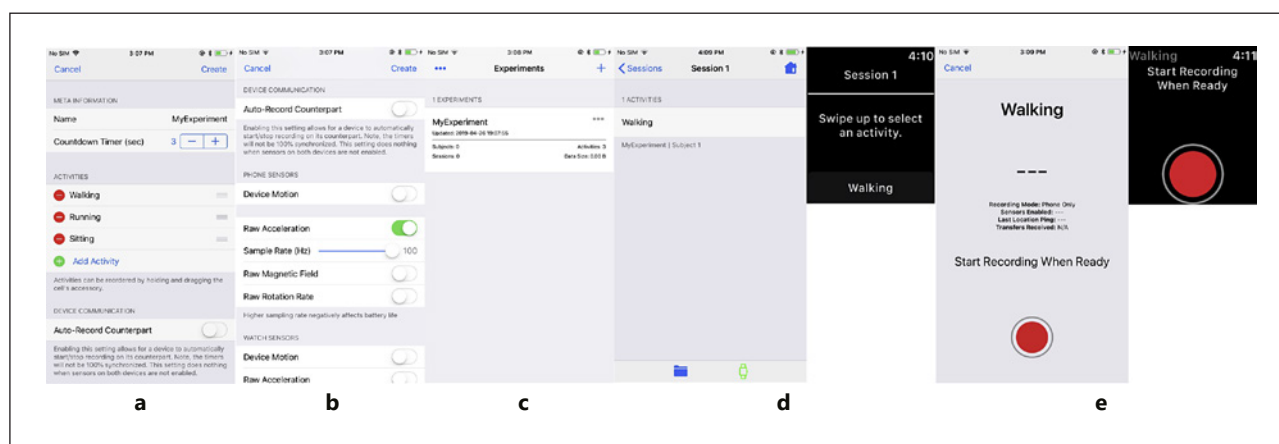 No SIM 3:07 PM
Cancel Create
META INFORMATION
Name MyExperiment
Countdown Timer (sec) 3 − +
ACTIVITIES
Walking
Running
Sitting
Add Activity
Activities can be reordered by holding and dragging the
cell's accessory.
DEVICE COMMUNICATION
Auto-Record Counterpart
Enabling this setting allows for a device to automatically
start/stop recording on its counterpart. Note, the timers
will not be 100% synchronized. This setting does nothing
when sensors on both devices are not enabled.
a
No SIM 3:07 PM
Cancel Create
DEVICE COMMUNICATION
Auto-Record Counterpart
Enabling this setting allows for a device to automatically
start/stop recording on its counterpart. Note, the timers
will not be 100% synchronized. This setting does nothing
when sensors on both devices are not enabled.
PHONE SENSORS
Device Motion
Raw Acceleration
Sample Rate (Hz) 100
Raw Magnetic Field
Raw Rotation Rate
Higher sampling rate negatively affects battery life
WATCH SENSORS
Device Motion
Raw Acceleration
b
No SIM 3:08 PM
••• Experiments +
1 EXPERIMENTS
MyExperiment •••
Updated: 2019-04-26 19:07:55
Subjects: 0 Activities: 3
Sessions: 0 Data Size: 0.00 B
c
No SIM 4:09 PM
Sessions Session 1
1 ACTIVITIES
Walking
MyExperiment | Subject 1
4:10
Session 1
Swipe up to select
an activity.
Walking
d
No SIM 3:09 PM
Cancel
Walking
---
Recording Mode: Phone Only
Sensors Enabled: ---
Last Location Ping: ---
Transfers Received: N/A
Start Recording When Ready
Walking 4:11
Start Recording
When Ready
e